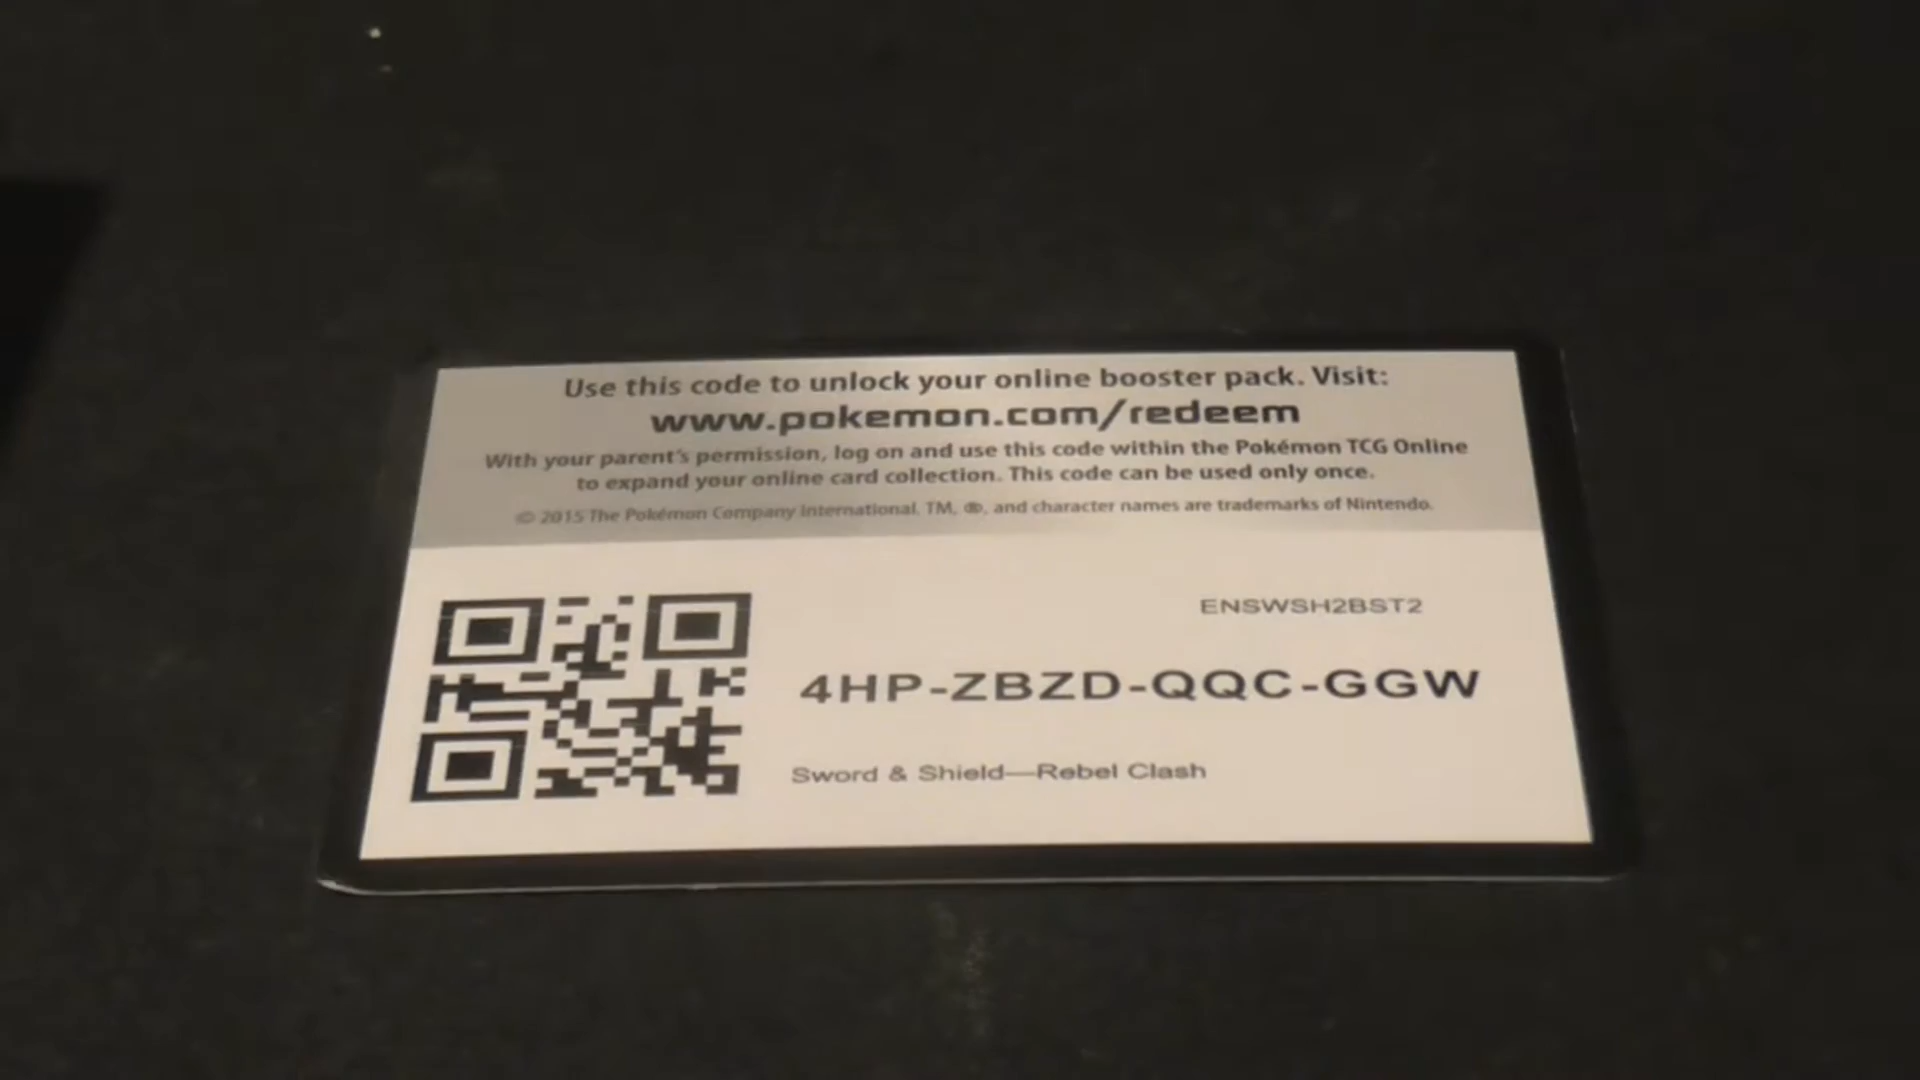 Use this code to unlock your online booster pack. Visit:
www.pokemon.com/redeem
With your parent's permission, log on and use this code within the Pokémon TCG Online
to expand your online card collection. This code can be used only once.
© 2015 The Pokémon Company International. TM, ®, and character names are trademarks of Nintendo.
ENSWSH2BST2
4HP-ZBZD-QQC-GGW
Sword & Shield—Rebel Clash